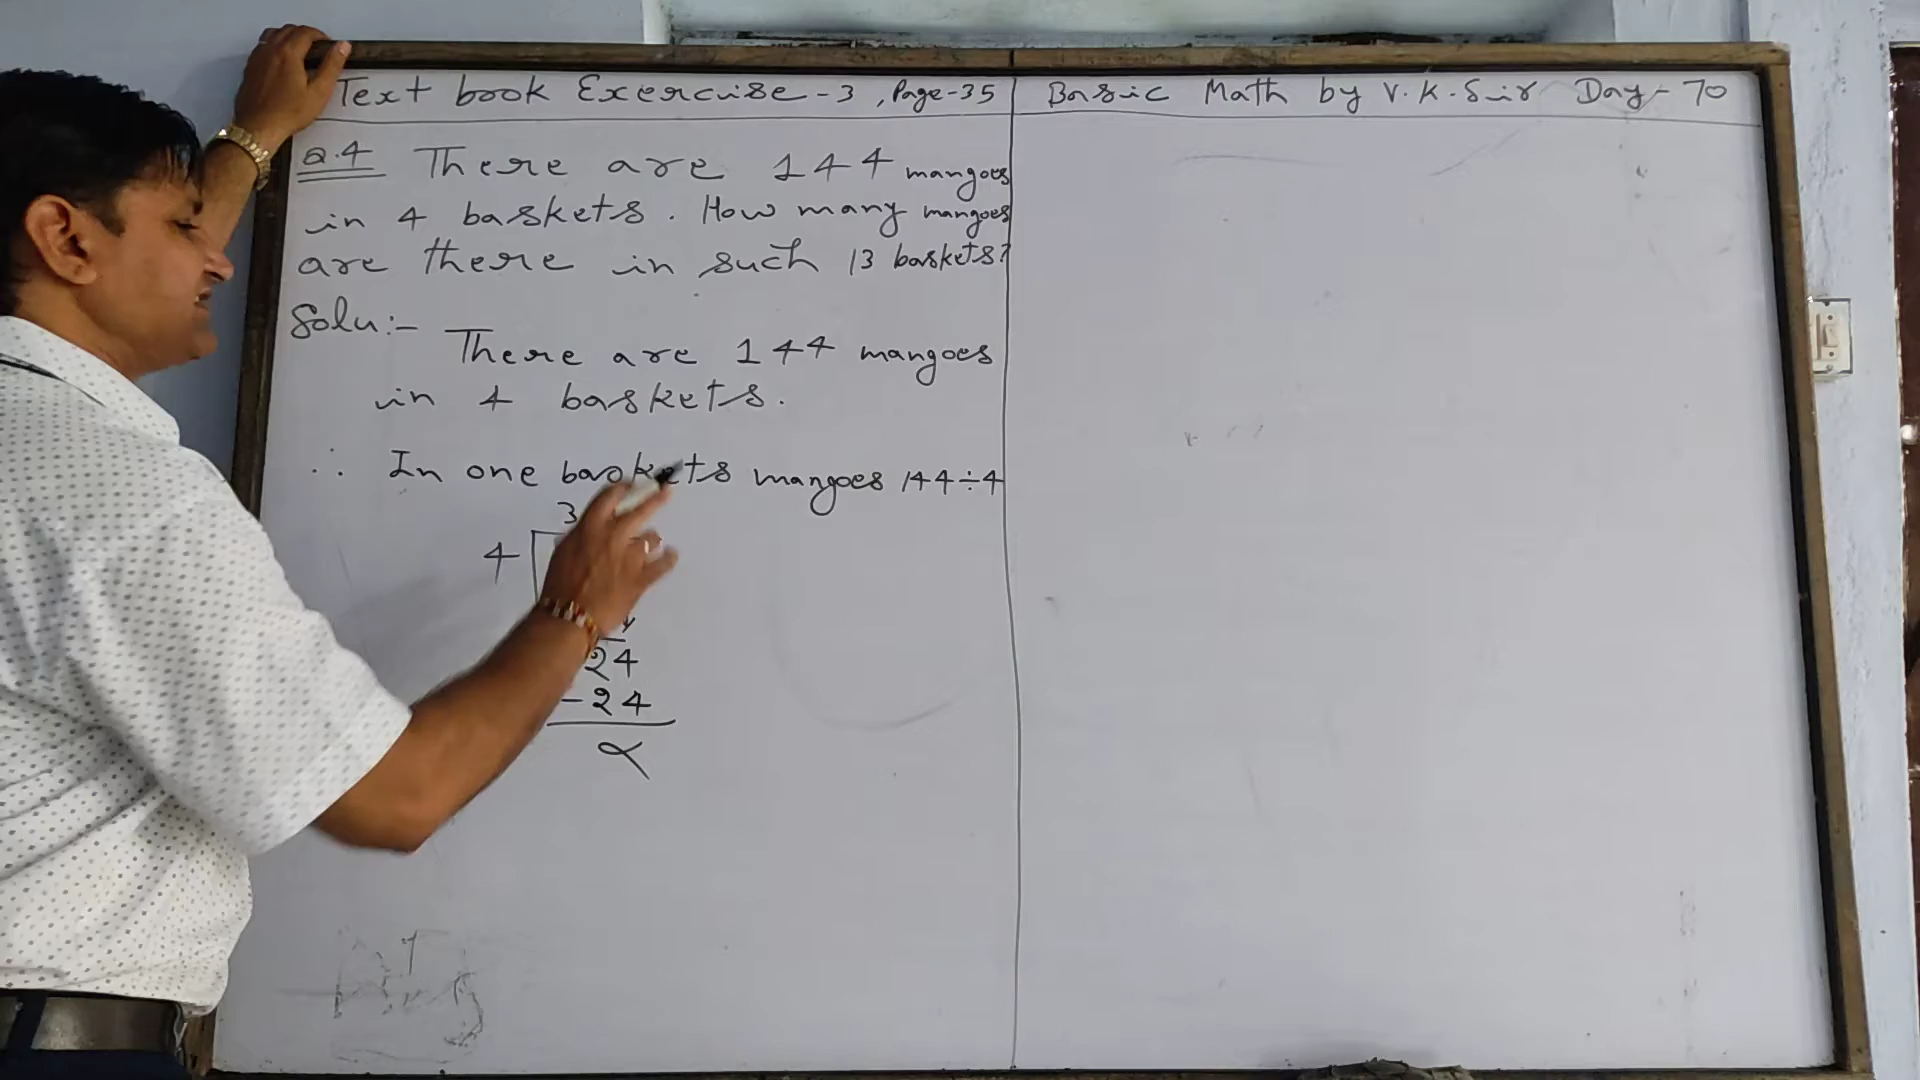 Text book Exercise-3, Page-35
Basic Math by V.K.Sir Day-70
Q.4 There are 144 mangoes
in 4 baskets. How many mangoes
are there in such 13 baskets?
Solu:-
There are 144 mangoes
in 4 baskets.
∴ In one baskets mangoes 144÷4
3
4
24
-24